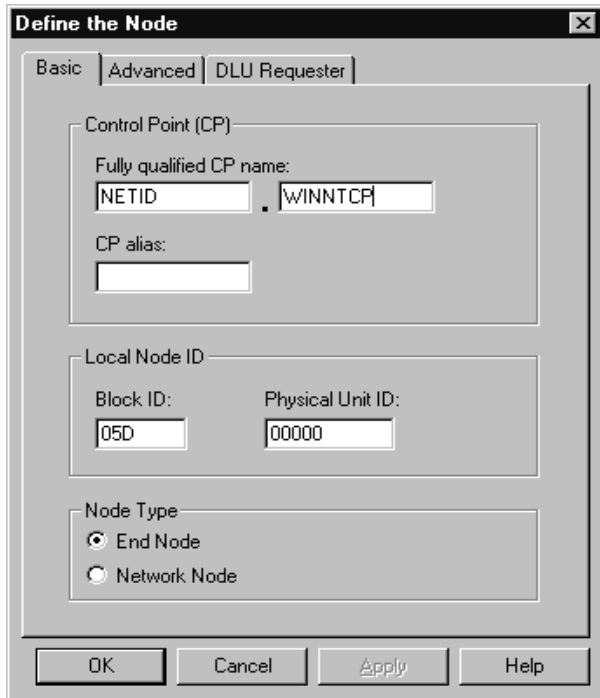 Define the Node
Basic Advanced DLU Requester
Control Point (CP)
Fully qualified CP name:
NETID . WINNTCP
CP alias:
Local Node ID
Block ID: Physical Unit ID:
05D 00000
Node Type
End Node
Network Node
OK Cancel Apply Help